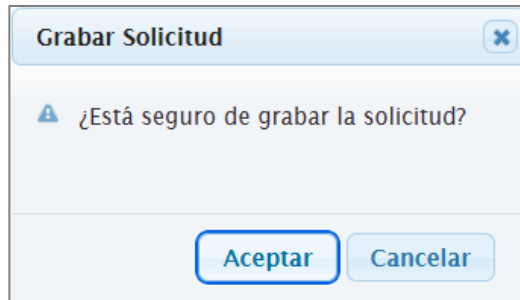 Grabar Solicitud
¿Está seguro de grabar la solicitud?
Aceptar
Cancelar